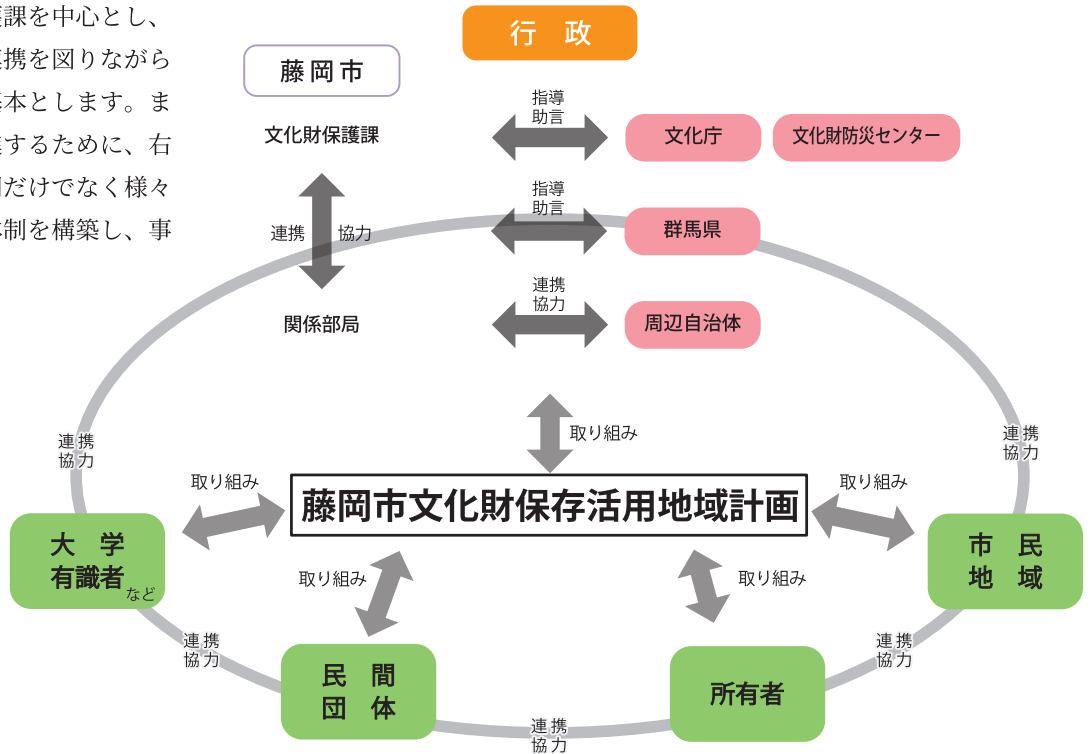 護課を中心とし、
連携を図りながら
基本とします。ま
進するために、右
だけでなく様々
体制を構築し、事
行　政
藤岡市
文化財保護課
連携　協力
関係部局
指導
助言
文化庁
文化財防災センター
指導
助言
群馬県
連携
協力
周辺自治体
取り組み
藤岡市文化財保存活用地域計画
連携
協力
取り組み
大　学
有識者
など
取り組み
民　間
団　体
取り組み
所有者
取り組み
市　民
地　域
連携
協力
連携
協力
連携
協力
連携
協力